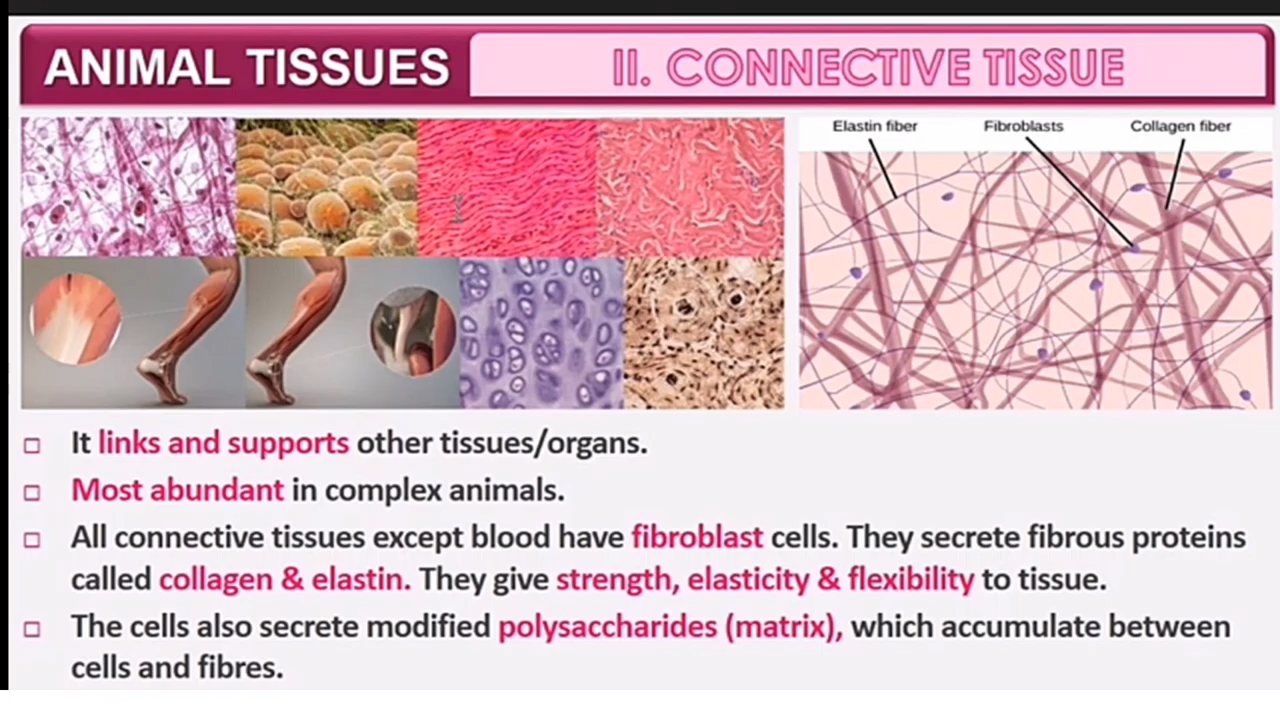 ANIMAL TISSUES
II. CONNECTIVE TISSUE
Elastin fiber
Fibroblasts
Collagen fiber
It links and supports other tissues/organs.
Most abundant in complex animals.
All connective tissues except blood have fibroblast cells. They secrete fibrous proteins
called collagen & elastin. They give strength, elasticity & flexibility to tissue.
The cells also secrete modified polysaccharides (matrix), which accumulate between
cells and fibres.